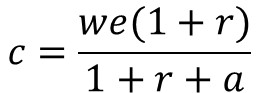 c = we(1 + r) / 1 + r + a